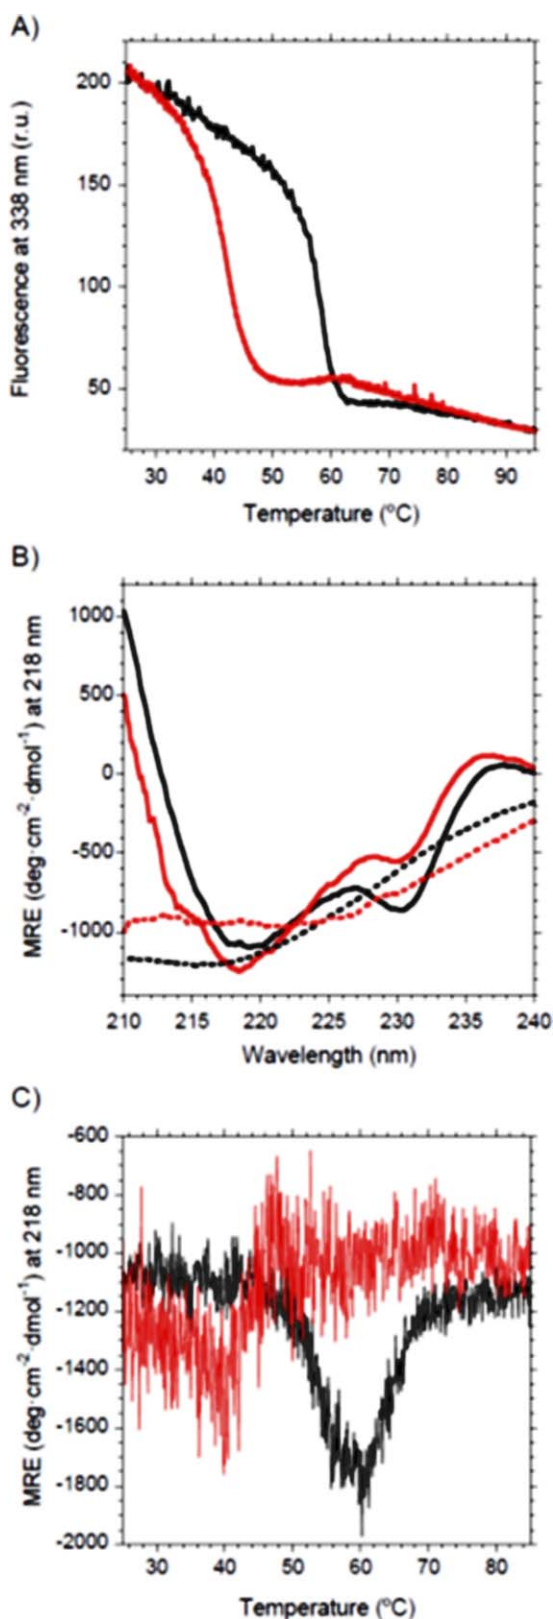 A)
Fluorescence at 338 nm (r.u.)
200
150
100
50
30 40 50 60 70 80 90
Temperature (ºC)
B)
MRE (deg·cm⁻²·dmol⁻¹) at 218 nm
1000
500
0
-500
-1000
210 215 220 225 230 235 240
Wavelength (nm)
C)
MRE (deg·cm⁻²·dmol⁻¹) at 218 nm
-600
-800
-1000
-1200
-1400
-1600
-1800
-2000
30 40 50 60 70 80
Temperature (ºC)